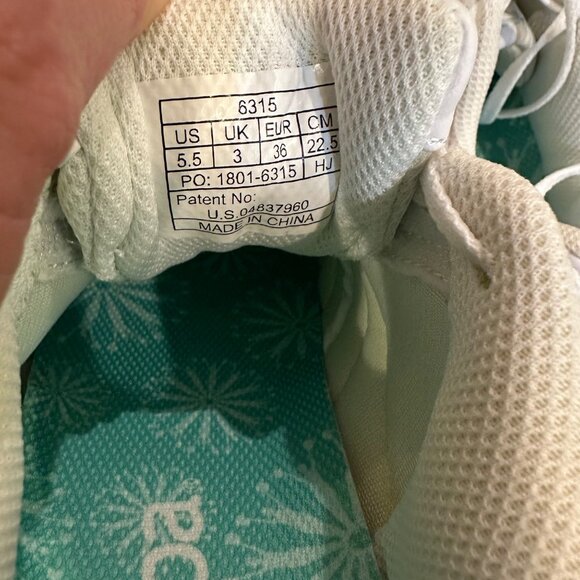 6315
US UK EUR CM
5.5 3 36 22.5
PO: 1801-6315 HJ
Patent No:
U.S.04837960
MADE IN CHINA